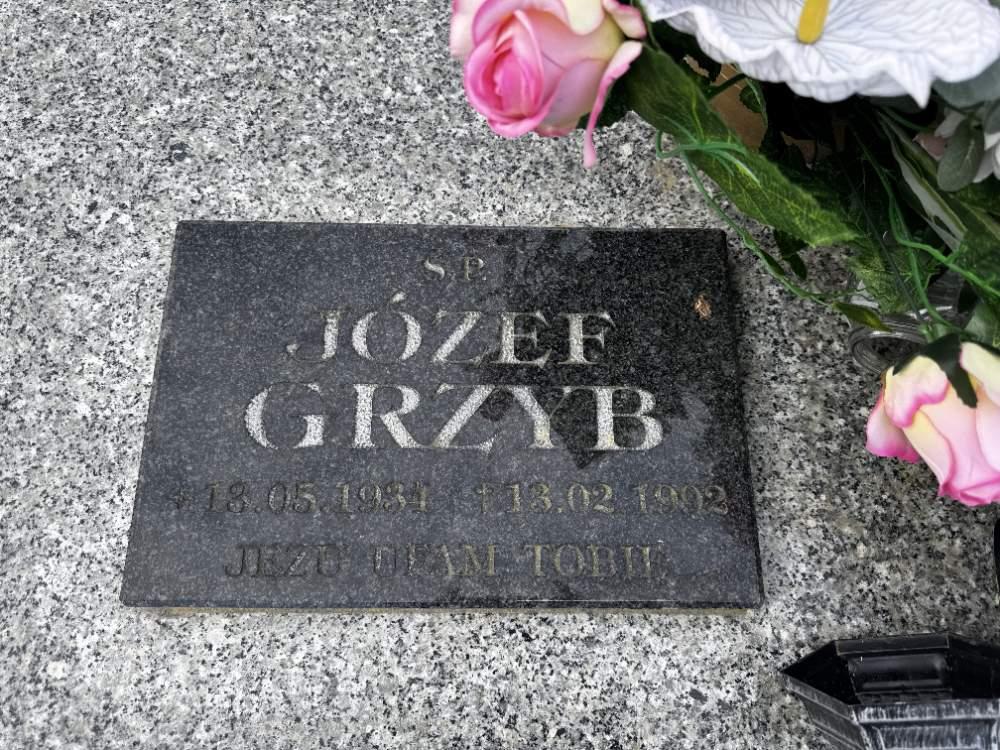 Ś.P.
JÓZEF
GRZYB
* 13.05.1934 † 13.02.1992
JEZU UFAM TOBIE